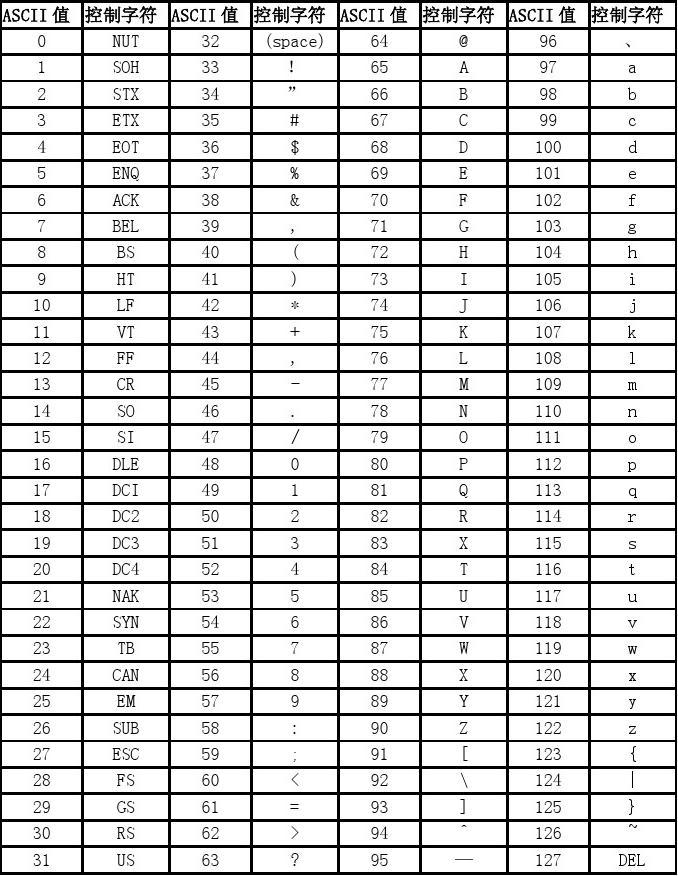 ASCII 值 控制字符 ASCII 值 控制字符 ASCII 值 控制字符 ASCII 值 控制字符
0 NUT 32 (space) 64 @ 96 、
1 SOH 33 ! 65 A 97 a
2 STX 34 ” 66 B 98 b
3 ETX 35 # 67 C 99 c
4 EOT 36 $ 68 D 100 d
5 ENQ 37 % 69 E 101 e
6 ACK 38 & 70 F 102 f
7 BEL 39 , 71 G 103 g
8 BS 40 ( 72 H 104 h
9 HT 41 ) 73 I 105 i
10 LF 42 * 74 J 106 j
11 VT 43 + 75 K 107 k
12 FF 44 , 76 L 108 l
13 CR 45 - 77 M 109 m
14 SO 46 . 78 N 110 n
15 SI 47 / 79 O 111 o
16 DLE 48 0 80 P 112 p
17 DCI 49 1 81 Q 113 q
18 DC2 50 2 82 R 114 r
19 DC3 51 3 83 X 115 s
20 DC4 52 4 84 T 116 t
21 NAK 53 5 85 U 117 u
22 SYN 54 6 86 V 118 v
23 TB 55 7 87 W 119 w
24 CAN 56 8 88 X 120 x
25 EM 57 9 89 Y 121 y
26 SUB 58 : 90 Z 122 z
27 ESC 59 ; 91 [ 123 {
28 FS 60 < 92 \ 124 |
29 GS 61 = 93 ] 125 }
30 RS 62 > 94 ^ 126 ~
31 US 63 ? 95 — 127 DEL